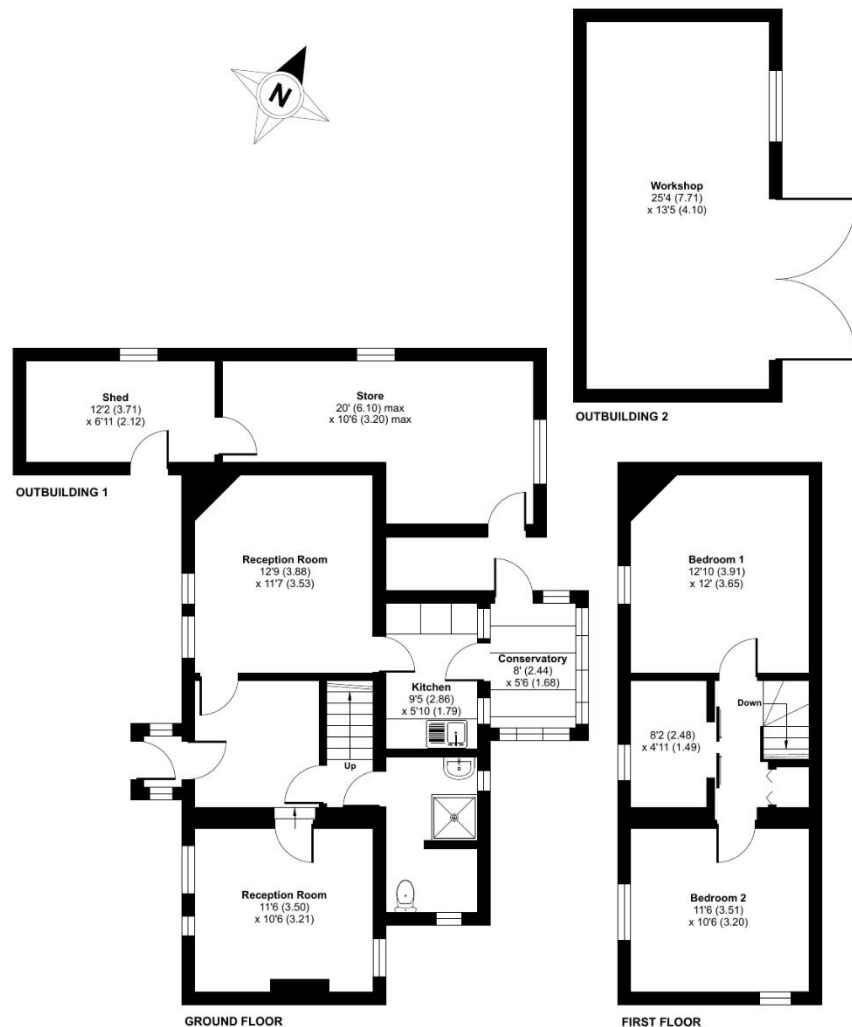 N
Workshop
25'4 (7.71)
x 13'5 (4.10)
OUTBUILDING 2
Shed
12'2 (3.71)
x 6'11 (2.12)
Store
20' (6.10) max
x 10'6 (3.20) max
OUTBUILDING 1
Reception Room
12'9 (3.88)
x 11'7 (3.53)
Kitchen
9'5 (2.86)
x 5'10 (1.79)
Conservatory
8' (2.44)
x 5'6 (1.68)
Up
Reception Room
11'6 (3.50)
x 10'6 (3.21)
GROUND FLOOR
Bedroom 1
12'10 (3.91)
x 12' (3.65)
Down
8'2 (2.48)
x 4'11 (1.49)
Bedroom 2
11'6 (3.51)
x 10'6 (3.20)
FIRST FLOOR